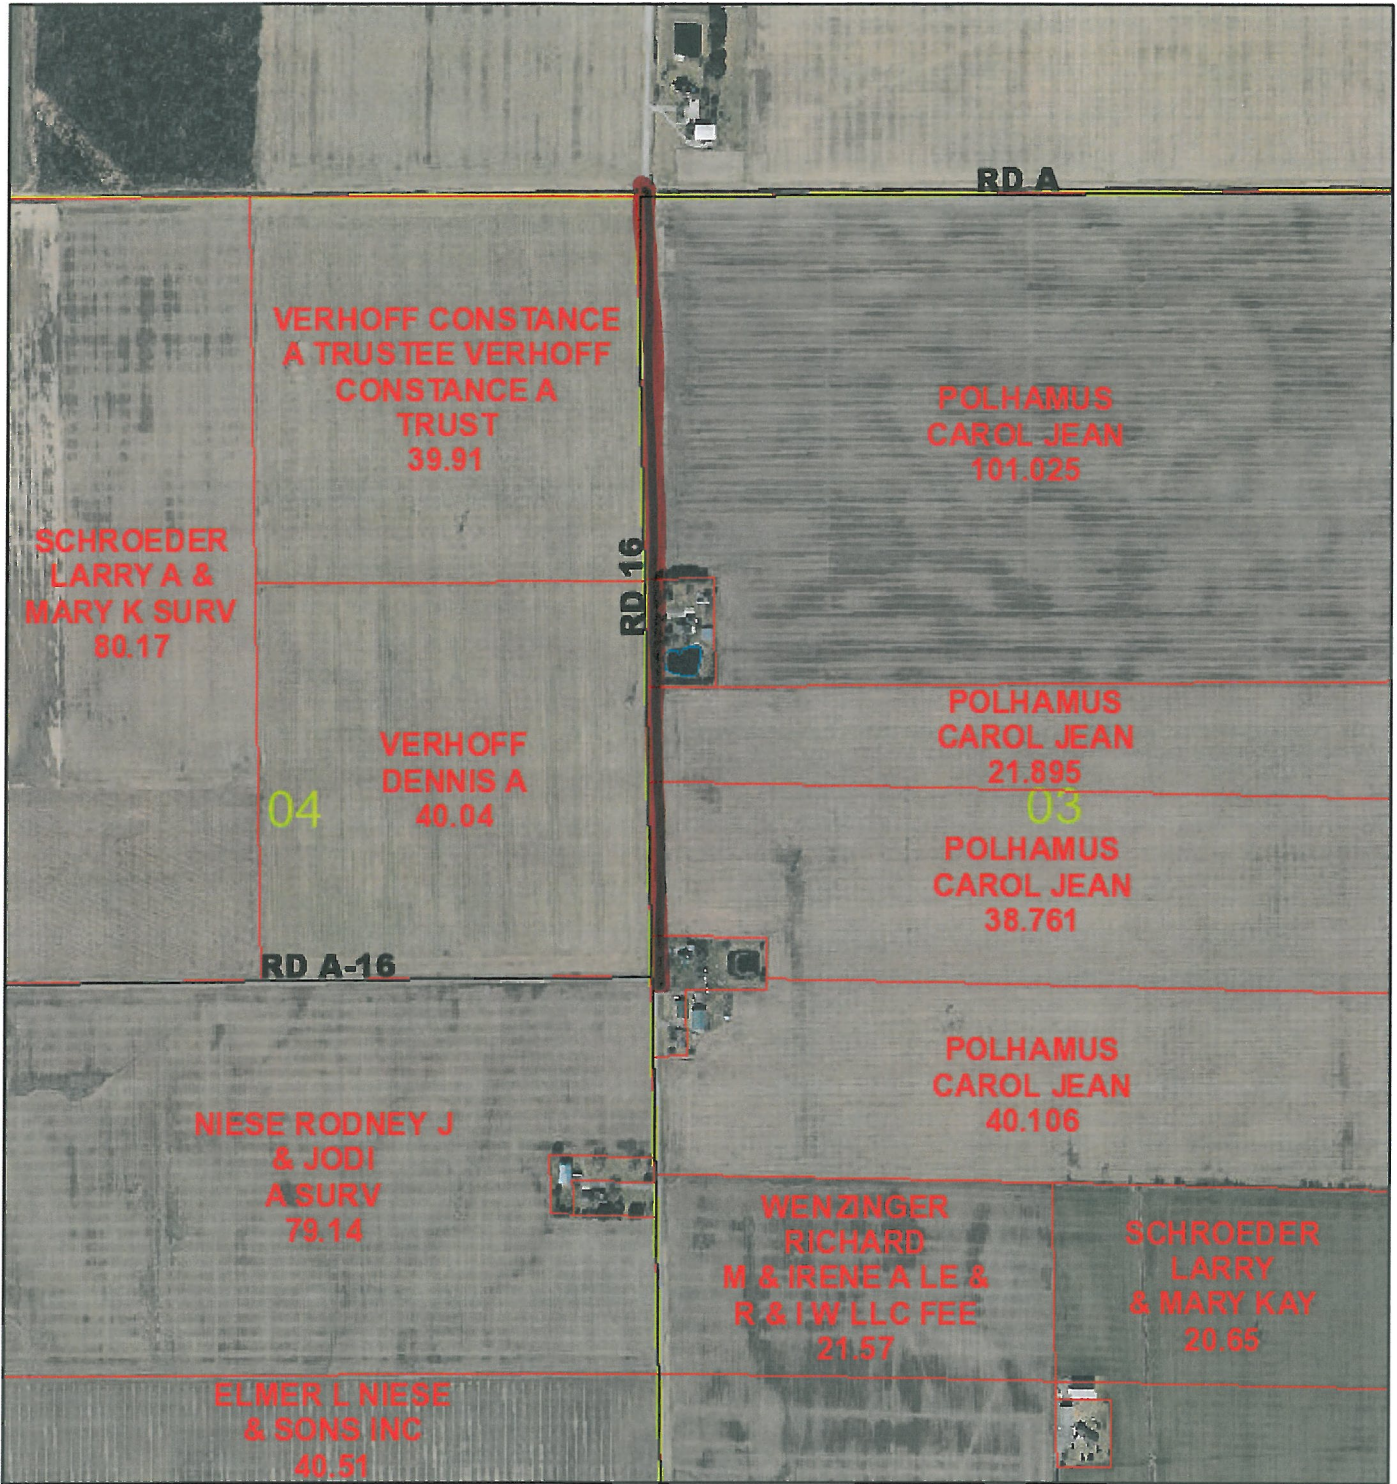 RD A
VERHOFF CONSTANCE
A TRUSTEE VERHOFF
CONSTANCE A
TRUST
39.91
POLHAMUS
CAROL JEAN
101.025
SCHROEDER
LARRY A &
MARY K SURV
80.17
RD 16
POLHAMUS
CAROL JEAN
21.895
VERHOFF
DENNIS A
40.04
04
03
POLHAMUS
CAROL JEAN
38.761
RD A-16
POLHAMUS
CAROL JEAN
40.106
NIESE RODNEY J
& JODI
A SURV
79.14
WENZINGER
RICHARD
M & IRENE A LE &
R & I W LLC FEE
21.57
SCHROEDER
LARRY
& MARY KAY
20.65
ELMER L NIESE
& SONS INC
40.51